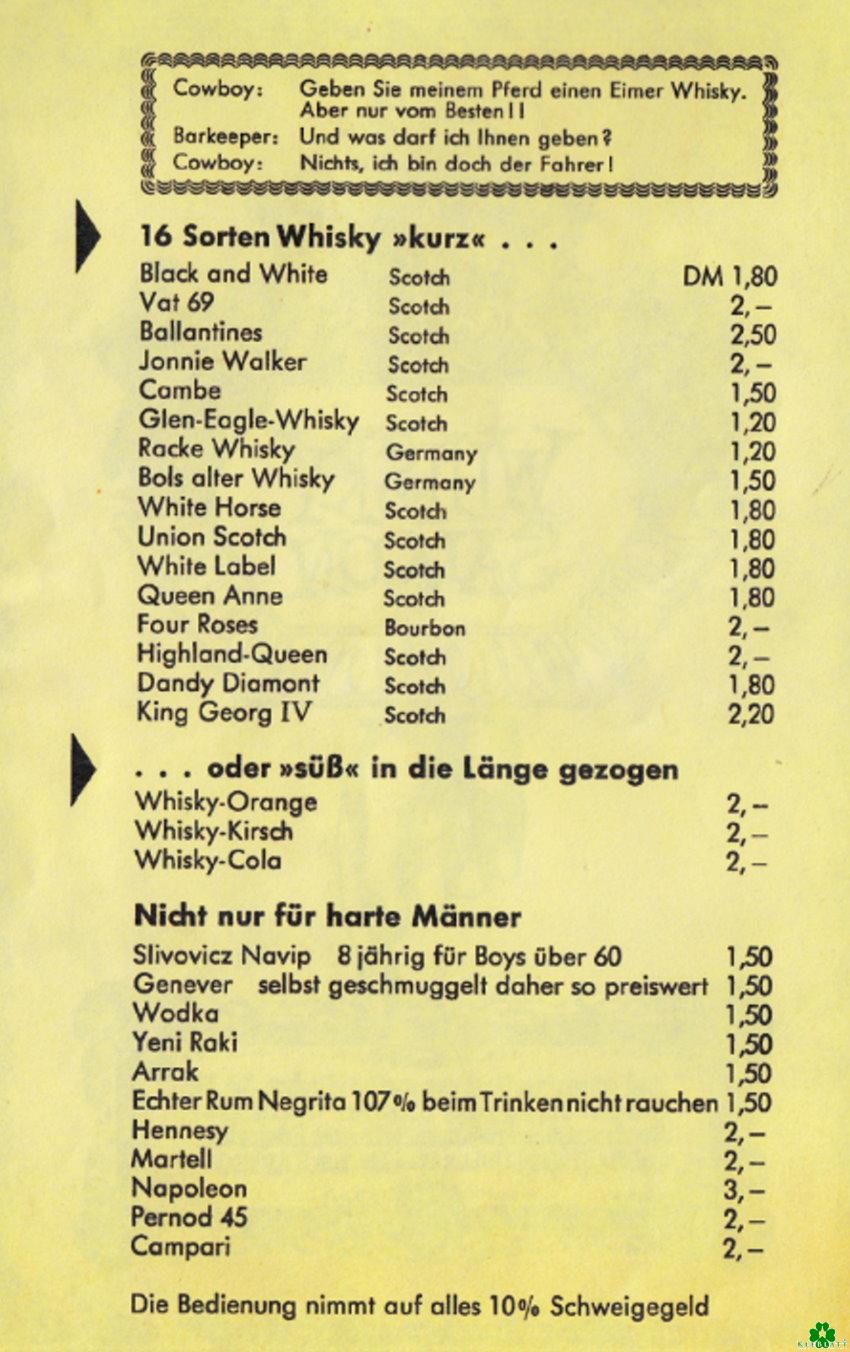 Cowboy: Geben Sie meinem Pferd einen Eimer Whisky.
Aber nur vom Besten!!
Barkeeper: Und was darf ich Ihnen geben?
Cowboy: Nichts, ich bin doch der Fahrer!
16 Sorten Whisky »kurz« . . .
Black and White Scotch DM 1,80
Vat 69 Scotch 2,–
Ballantines Scotch 2,50
Jonnie Walker Scotch 2,–
Cambe Scotch 1,50
Glen-Eagle-Whisky Scotch 1,20
Racke Whisky Germany 1,20
Bols alter Whisky Germany 1,50
White Horse Scotch 1,80
Union Scotch Scotch 1,80
White Label Scotch 1,80
Queen Anne Scotch 1,80
Four Roses Bourbon 2,–
Highland-Queen Scotch 2,–
Dandy Diamont Scotch 1,80
King Georg IV Scotch 2,20
. . . oder »süß« in die Länge gezogen
Whisky-Orange 2,–
Whisky-Kirsch 2,–
Whisky-Cola 2,–
Nicht nur für harte Männer
Slivovicz Navip 8 jährig für Boys über 60 1,50
Genever selbst geschmuggelt daher so preiswert 1,50
Wodka 1,50
Yeni Raki 1,50
Arrak 1,50
Echter Rum Negrita 107% beim Trinken nicht rauchen 1,50
Hennesy 2,–
Martell 2,–
Napoleon 3,–
Pernod 45 2,–
Campari 2,–
Die Bedienung nimmt auf alles 10% Schweigegeld